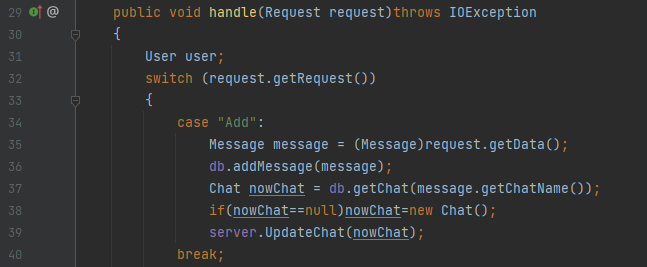 29 @ public void handle(Request request)throws IOException
30 {
31 User user;
32 switch (request.getRequest())
33 {
34 case "Add":
35 Message message = (Message)request.getData();
36 db.addMessage(message);
37 Chat nowChat = db.getChat(message.getChatName());
38 if(nowChat==null)nowChat=new Chat();
39 server.UpdateChat(nowChat);
40 break;